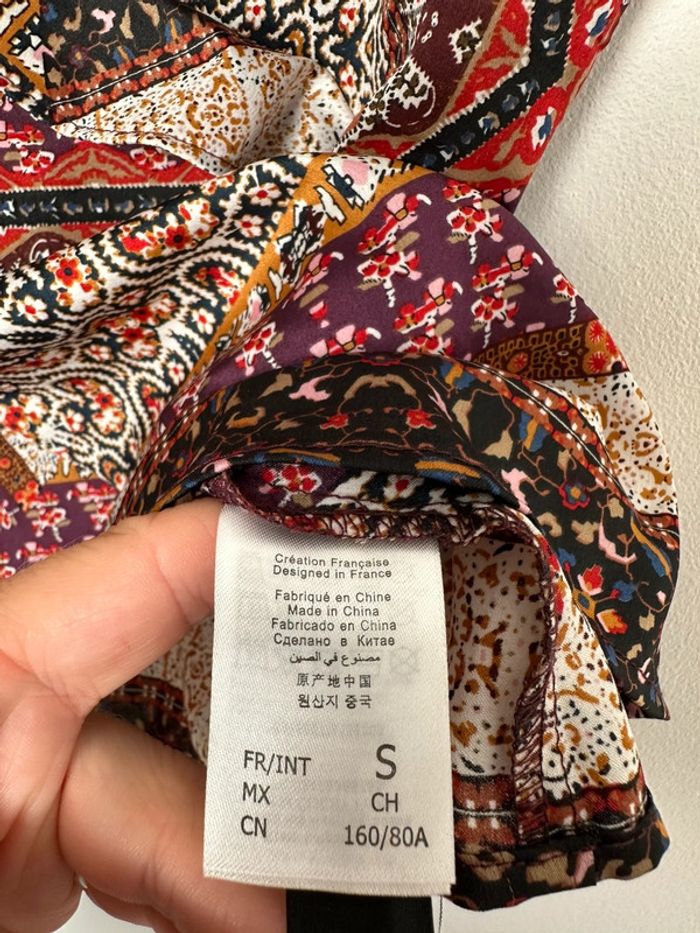 Création Française
Designed in France
Fabriqué en Chine
Made in China
Fabricado en China
Сделано в Китае
مصنوع في الصين
原产地中国
원산지 중국
FR/INT S
MX CH
CN 160/80A